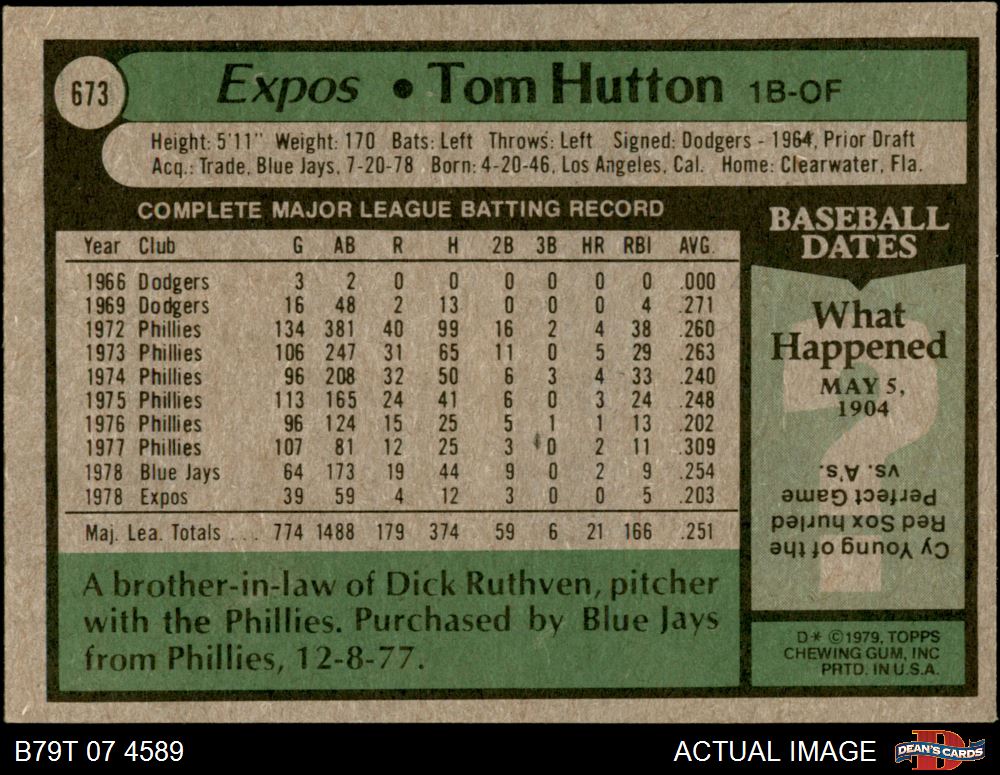 673
Expos • Tom Hutton 1B-OF
Height: 5'11" Weight: 170 Bats: Left Throws: Left Signed: Dodgers - 1964, Prior Draft
Acq.: Trade, Blue Jays, 7-20-78 Born: 4-20-46, Los Angeles, Cal. Home: Clearwater, Fla.
COMPLETE MAJOR LEAGUE BATTING RECORD
Year Club G AB R H 2B 3B HR RBI AVG.
1966 Dodgers 3 2 0 0 0 0 0 0 .000
1969 Dodgers 16 48 2 13 0 0 0 4 .271
1972 Phillies 134 381 40 99 16 2 4 38 .260
1973 Phillies 106 247 31 65 11 0 5 29 .263
1974 Phillies 96 208 32 50 6 3 4 33 .240
1975 Phillies 113 165 24 41 6 0 3 24 .248
1976 Phillies 96 124 15 25 5 1 1 13 .202
1977 Phillies 107 81 12 25 3 0 2 11 .309
1978 Blue Jays 64 173 19 44 9 0 2 9 .254
1978 Expos 39 59 4 12 3 0 0 5 .203
Maj. Lea. Totals . . . 774 1488 179 374 59 6 21 166 .251
A brother-in-law of Dick Ruthven, pitcher
with the Phillies. Purchased by Blue Jays
from Phillies, 12-8-77.
BASEBALL
DATES
What
Happened
MAY 5,
1904
?
Cy Young of the
Red Sox hurled
Perfect Game
vs. A's.
D* ©1979, TOPPS
CHEWING GUM, INC
PRTD. IN U.S.A.
B79T 07 4589
ACTUAL IMAGE
D
DEAN'S CARDS